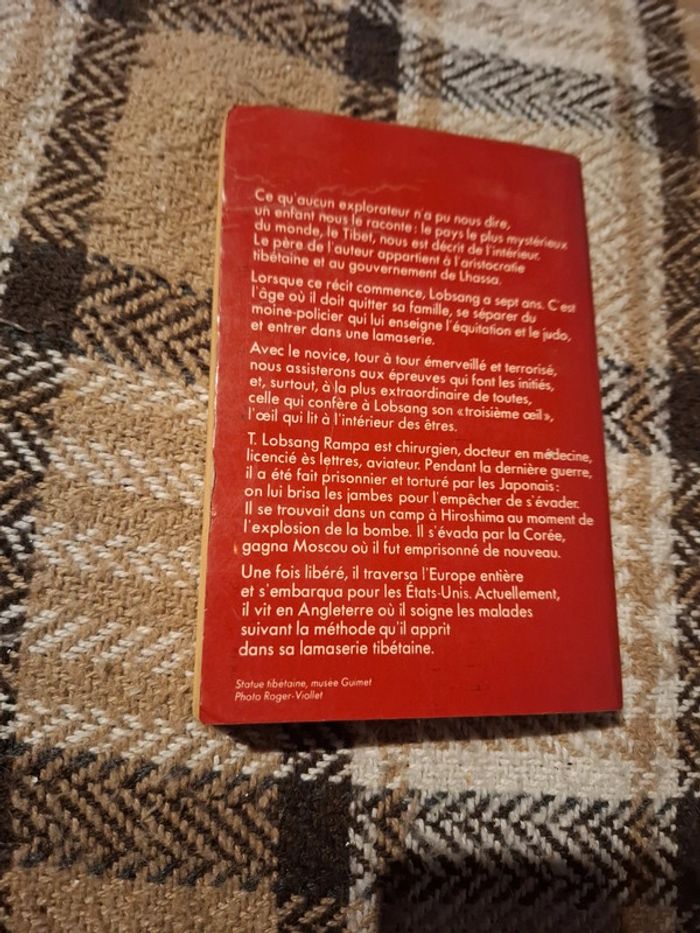 Ce qu'aucun explorateur n'a pu nous dire,
un enfant nous le raconte : le pays le plus mystérieux
du monde, le Tibet, nous est décrit de l'intérieur.
Le père de l'auteur appartient à l'aristocratie
tibétaine et au gouvernement de Lhassa.
Lorsque ce récit commence, Lobsang a sept ans. C'est
l'âge où il doit quitter sa famille, se séparer du
moine-policier qui lui enseigne l'équitation et le judo,
et entrer dans une lamaserie.
Avec le novice, tour à tour émerveillé et terrorisé,
nous assisterons aux épreuves qui font les initiés,
et, surtout, à la plus extraordinaire de toutes,
celle qui confère à Lobsang son «troisième œil»,
l'œil qui lit à l'intérieur des êtres.
T. Lobsang Rampa est chirurgien, docteur en médecine,
licencié ès lettres, aviateur. Pendant la dernière guerre,
il a été fait prisonnier et torturé par les Japonais :
on lui brisa les jambes pour l'empêcher de s'évader.
Il se trouvait dans un camp à Hiroshima au moment de
l'explosion de la bombe. Il s'évada par la Corée,
gagna Moscou où il fut emprisonné de nouveau.
Une fois libéré, il traversa l'Europe entière
et s'embarqua pour les États-Unis. Actuellement,
il vit en Angleterre où il soigne les malades
suivant la méthode qu'il apprit
dans sa lamaserie tibétaine.
Statue tibétaine, musée Guimet
Photo Roger-Viollet